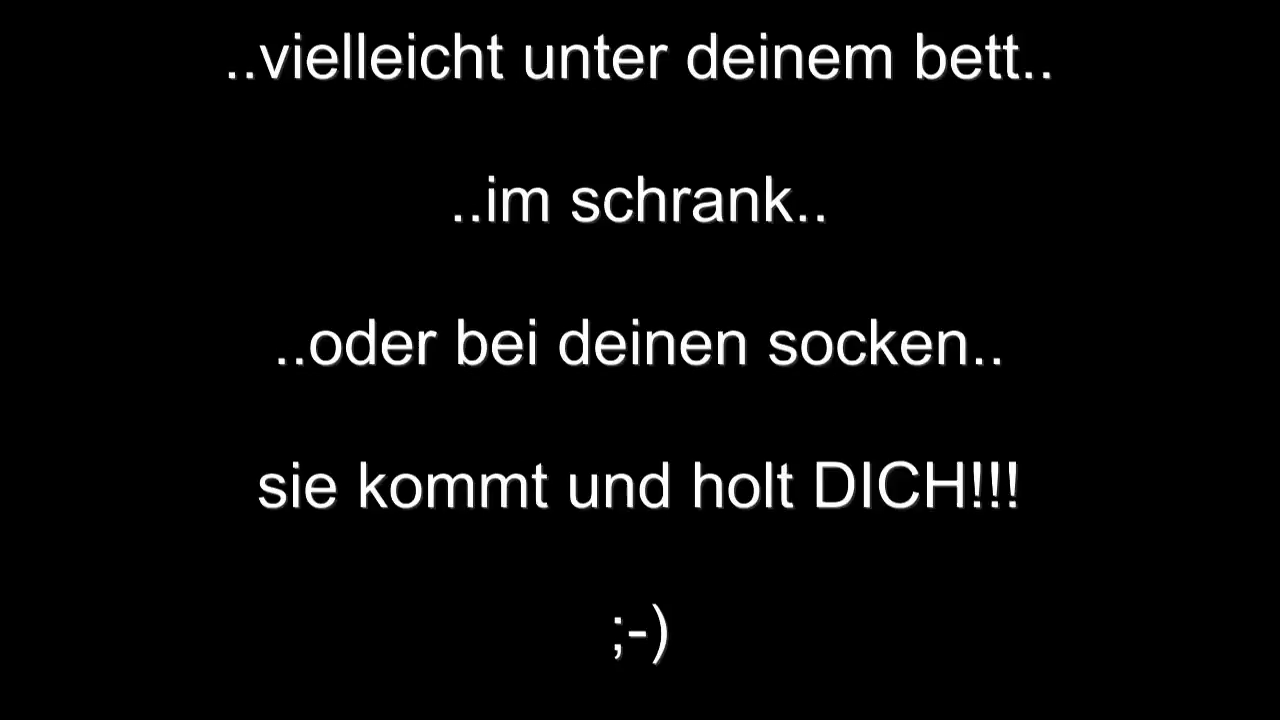 ..vielleicht unter deinem bett..
..im schrank..
..oder bei deinen socken..
sie kommt und holt DICH!!!
;-)